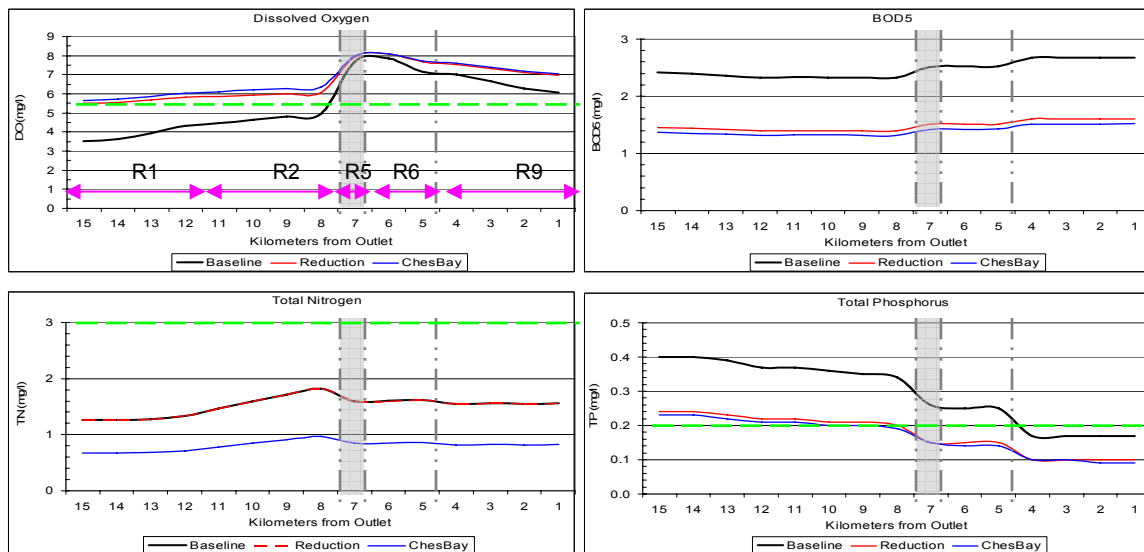 Dissolved Oxygen
9
8
7
6
5
4
3
2
1
0
DO(mg/l)
R1 R2 R5 R6 R9
15 14 13 12 11 10 9 8 7 6 5 4 3 2 1
Kilometers from Outlet
Baseline Reduction ChesBay
BOD5
3
2
1
0
BOD5(mg/l)
15 14 13 12 11 10 9 8 7 6 5 4 3 2 1
Kilometers from Outlet
Baseline Reduction ChesBay
Total Nitrogen
3
2
1
0
TN(mg/l)
15 14 13 12 11 10 9 8 7 6 5 4 3 2 1
Kilometers from Outlet
Baseline Reduction ChesBay
Total Phosphorus
0.5
0.4
0.3
0.2
0.1
0.0
TP(mg/l)
15 14 13 12 11 10 9 8 7 6 5 4 3 2 1
Kilometers from Outlet
Baseline Reduction ChesBay